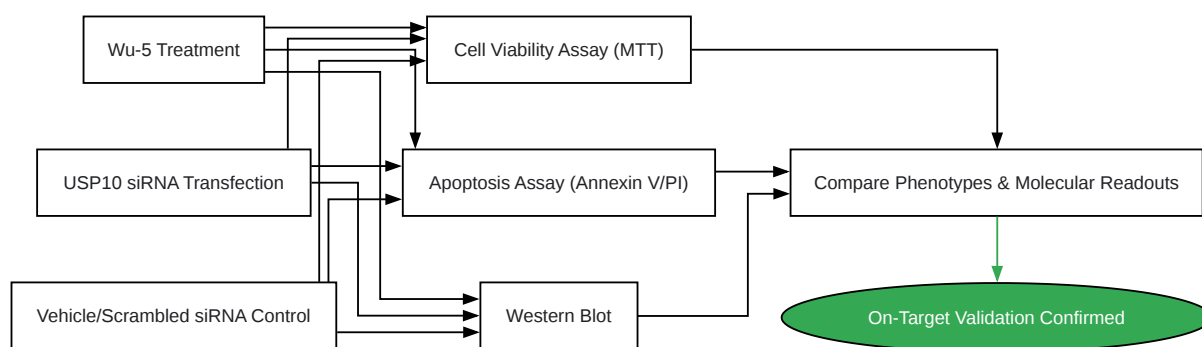 Wu-5 Treatment
Cell Viability Assay (MTT)
USP10 siRNA Transfection
Apoptosis Assay (Annexin V/PI)
Compare Phenotypes & Molecular Readouts
Vehicle/Scrambled siRNA Control
Western Blot
On-Target Validation Confirmed